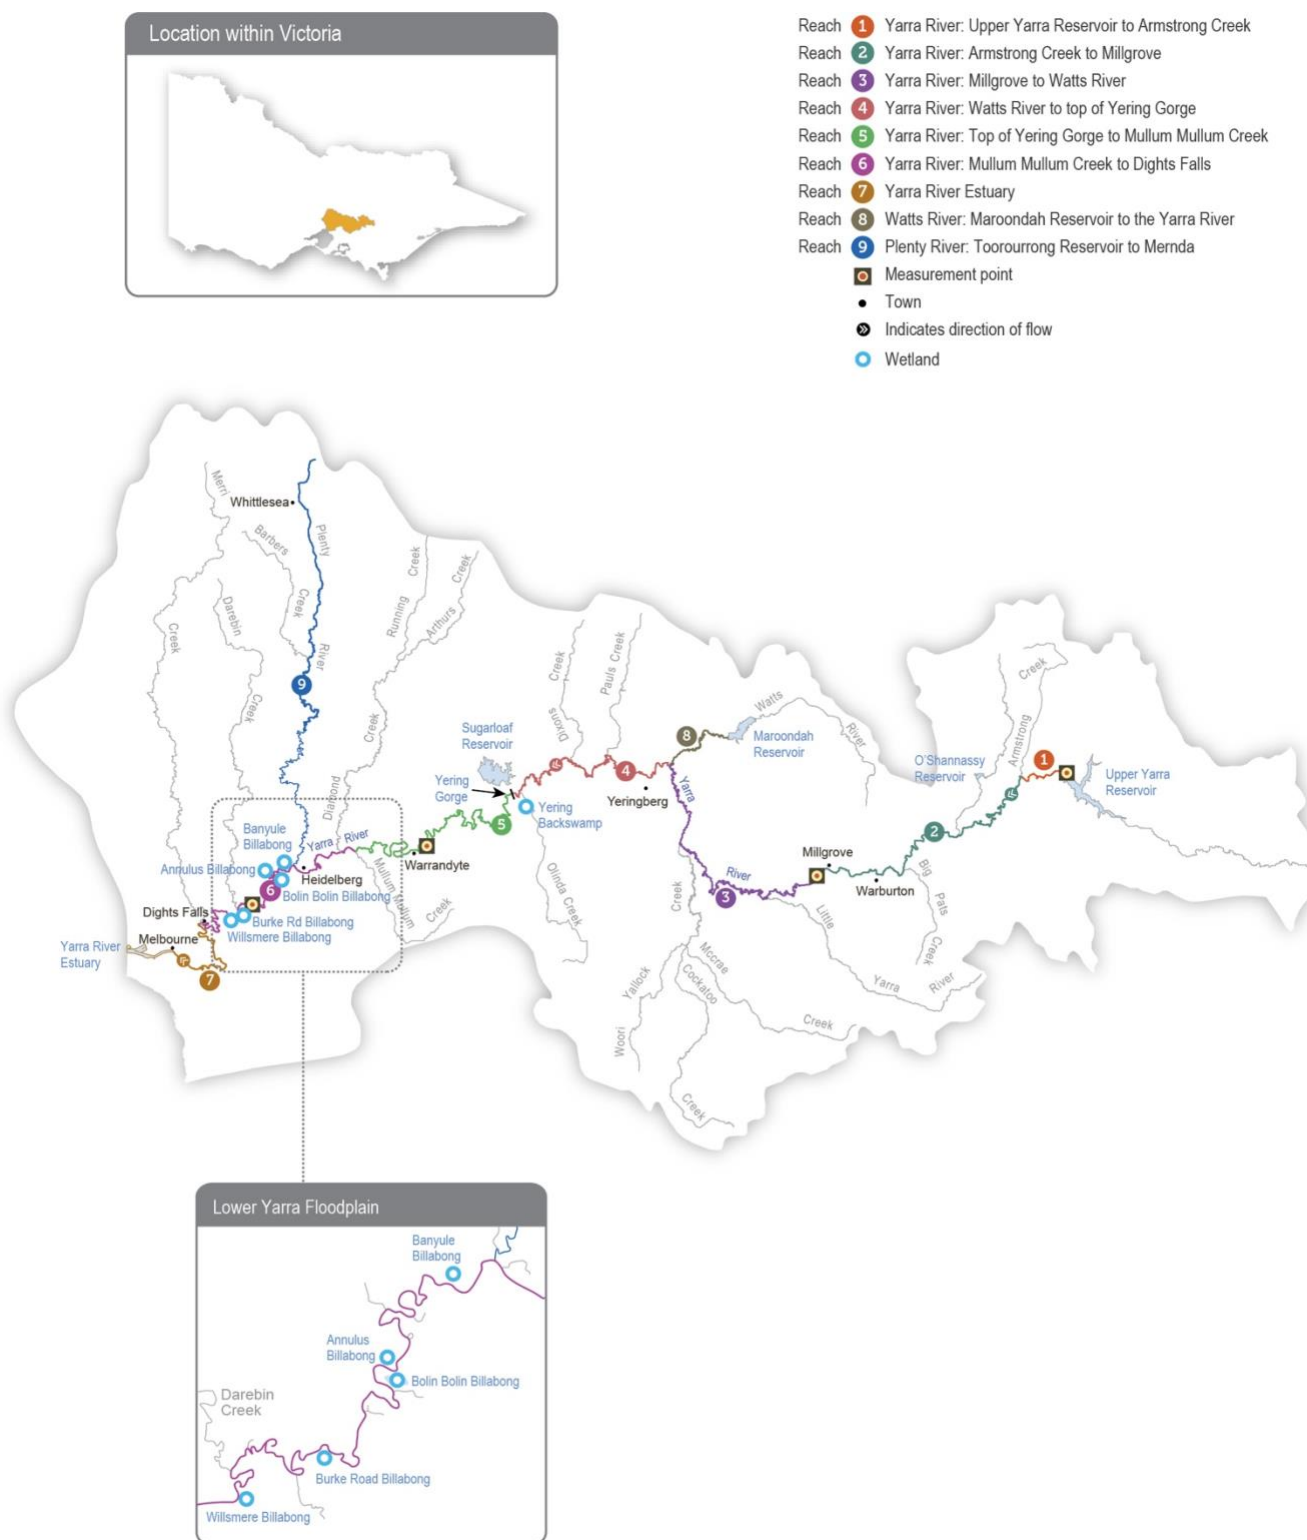 Location within Victoria
Reach 1 Yarra River: Upper Yarra Reservoir to Armstrong Creek
Reach 2 Yarra River: Armstrong Creek to Millgrove
Reach 3 Yarra River: Millgrove to Watts River
Reach 4 Yarra River: Watts River to top of Yering Gorge
Reach 5 Yarra River: Top of Yering Gorge to Mullum Mullum Creek
Reach 6 Yarra River: Mullum Mullum Creek to Dights Falls
Reach 7 Yarra River Estuary
Reach 8 Watts River: Maroondah Reservoir to the Yarra River
Reach 9 Plenty River: Toorourrong Reservoir to Mernda
Measurement point
Town
Indicates direction of flow
Wetland
Merri
Creek
Whittlesea
Barbers
Creek
Plenty
River
Darebin
Creek
Running
Creek
Arthurs
Creek
Diamond
Creek
9
Sugarloaf
Reservoir
Yering
Gorge
Dixons
Creek
Pauls Creek
4
Yeringberg
8
Watts
River
Maroondah
Reservoir
O'Shannassy
Reservoir
Armstrong
Creek
1
Upper Yarra
Reservoir
Yering
Backswamp
5
Yarra
River
2
Millgrove
Warburton
3
Big
Pats
Creek
Little
Yarra
River
Banyule
Billabong
Yarra River
Warrandyte
Annulus Billabong
Heidelberg
6
Bolin Bolin Billabong
Mullum Mullum
Creek
Olinda Creek
Dights Falls
Burke Rd Billabong
Willsmere Billabong
Melbourne
Yarra River
Estuary
7
Woori
Yallock
Creek
Mccrae
Creek
Cockatoo
Creek
Lower Yarra Floodplain
Banyule
Billabong
Annulus
Billabong
Bolin Bolin Billabong
Darebin
Creek
Burke Road Billabong
Willsmere Billabong